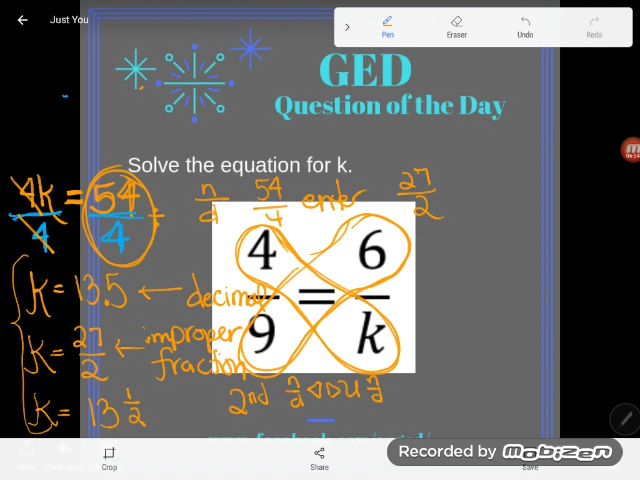 Just You
Pen
Eraser
Undo
Redo
GED
Question of the Day
Solve the equation for k.
4k = 54
4 4
n 54 enter 27
d 4 2
4 = 6
9 k
k = 13.5 ← decimal
k = 27/2 ← improper fraction
k = 13 1/2
2nd n/d
Crop
Share
Save
Recorded by mobizen